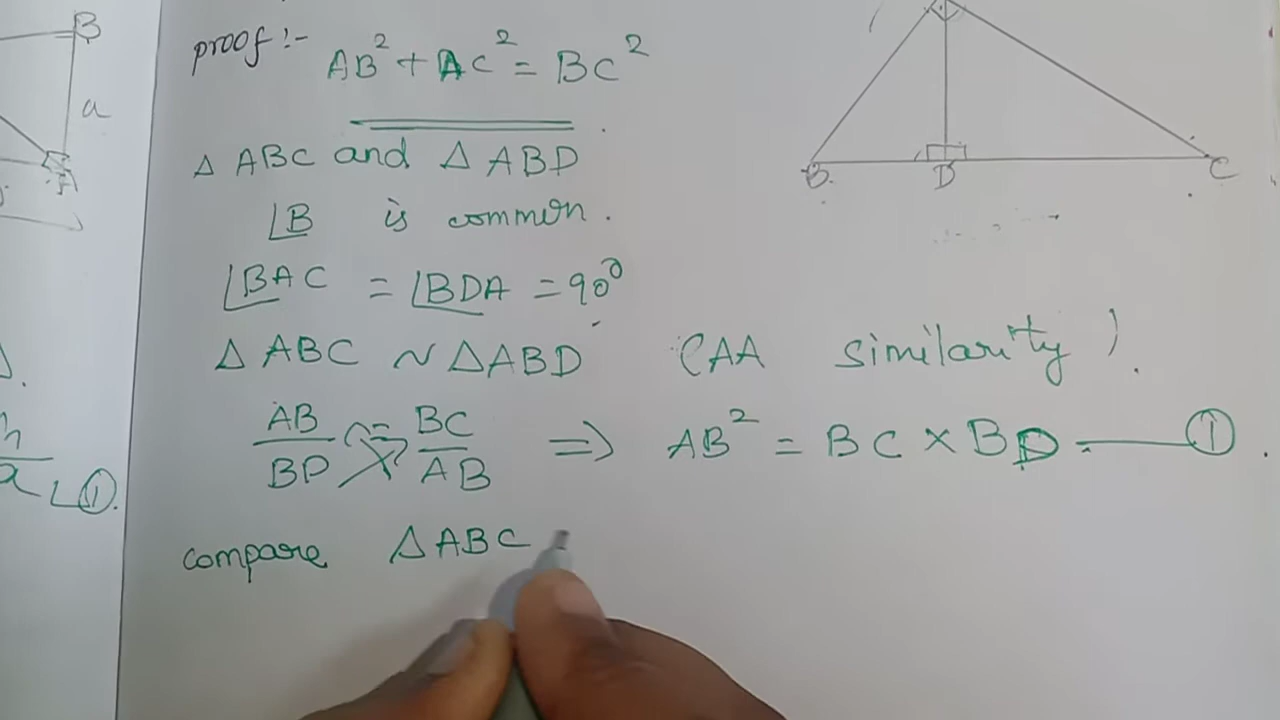 proof :-
AB² + AC² = BC²
△ ABC and △ ABD
∠B is common.
∠BAC = ∠BDA = 90°
△ ABC ~ △ABD (AA similarity).
AB/BD = BC/AB ⇒ AB² = BC × BD. ——— ①
compare △ABC
B
D
C
B
a
①.